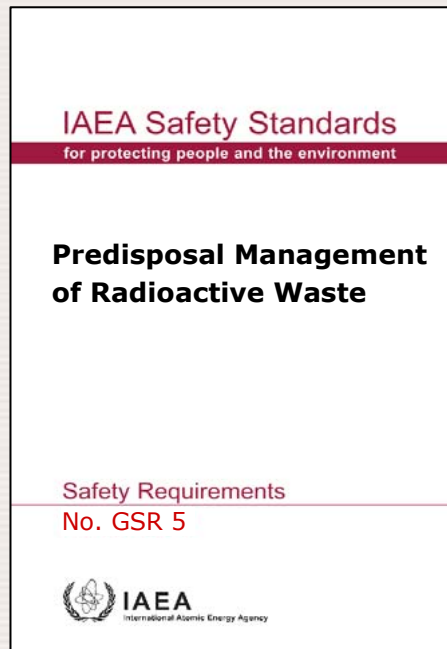 IAEA Safety Standards
for protecting people and the environment
Predisposal Management
of Radioactive Waste
Safety Requirements
No. GSR 5
IAEA
International Atomic Energy Agency